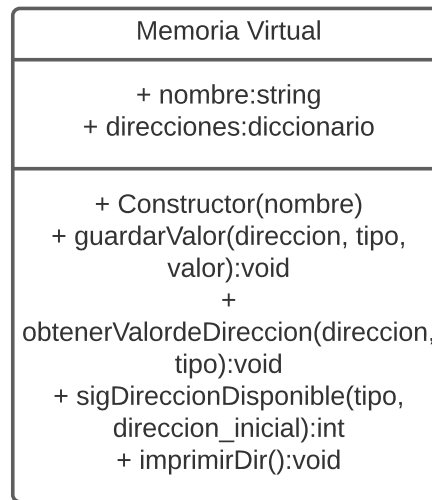 Memoria Virtual
+ nombre:string
+ direcciones:diccionario
+ Constructor(nombre)
+ guardarValor(direccion, tipo,
valor):void
+
obtenerValordeDireccion(direccion,
tipo):void
+ sigDireccionDisponible(tipo,
direccion_inicial):int
+ imprimirDir():void